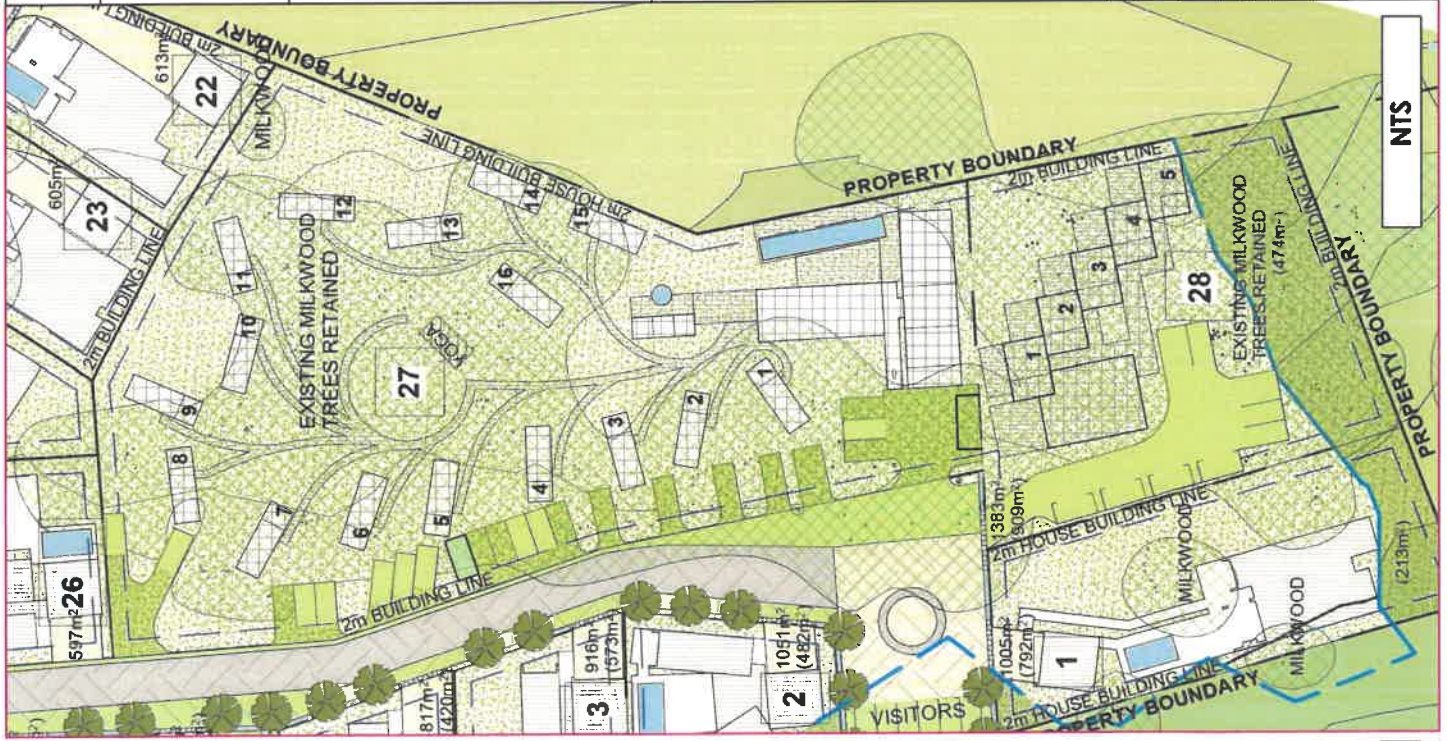 613m²
2m BUILDING
22
PROPERTY BOUNDARY
MILKWOOD
605m²
23
2m BUILDING LINE
2m HOUSE BUILDING LINE
EXISTING MILKWOOD
TREES RETAINED
27
YOGA
1
2
3
4
5
6
7
8
9
10
11
12
13
14
15
16
597m² 26
2m BUILDING LINE
817m²
(420m²
3
916m²
(573m²)
2
1051m²
(482m²)
VISITORS
PROPERTY BOUNDARY
2m BUILDING LINE
1
2
3
4
5
28
EXISTING MILKWOOD
TREES RETAINED
(474m²)
2m BUILDING LINE
PROPERTY BOUNDARY
1383m²
2m HOUSE BUILDING LINE
MILKWOOD
1005m²
(792m²)
1
MILKWOOD
(213m²)
2m HOUSE BUILDING LINE
PROPERTY BOUNDARY
NTS